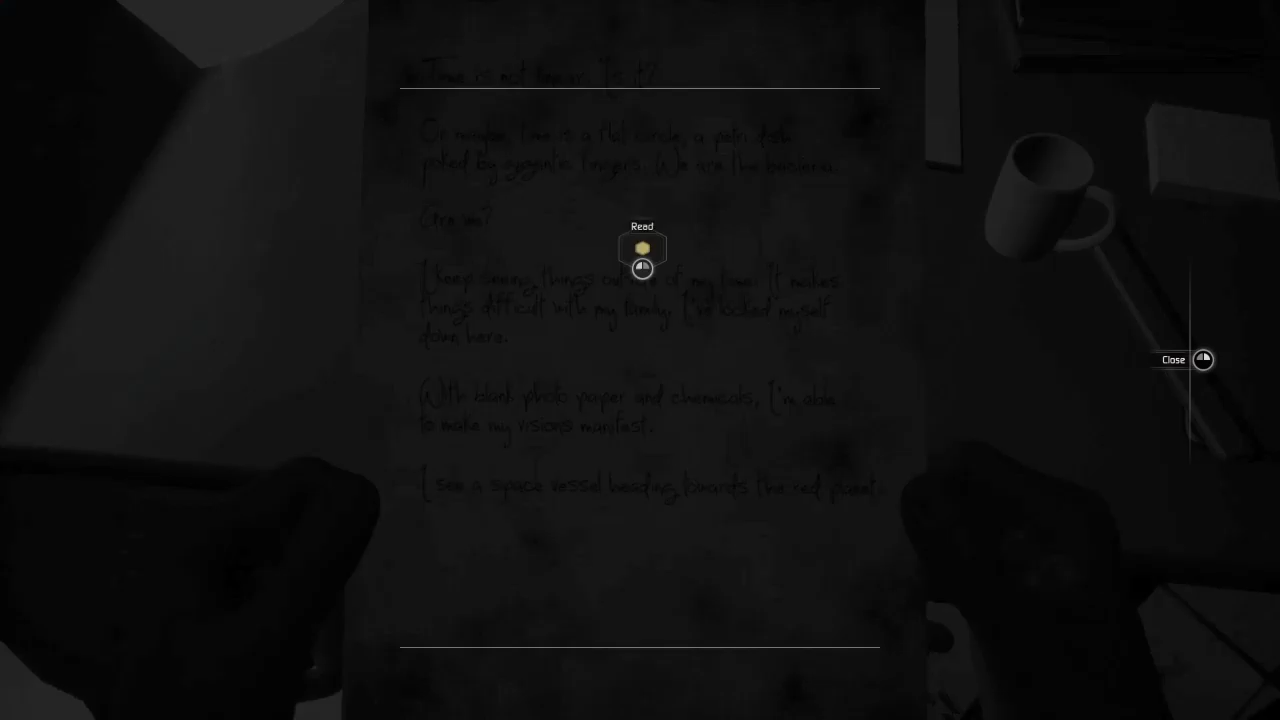 Time is not linear. Is it?
Or maybe, time is a flat circle, a petri dish
poked by gigantic fingers. We are the bacteria.
Are we?
Read
I keep seeing things outside of my time. It makes
things difficult with my family. I've locked myself
down here.
Close
With blank photo paper and chemicals, I'm able
to make my visions manifest.
I see a space vessel heading towards the red planet.